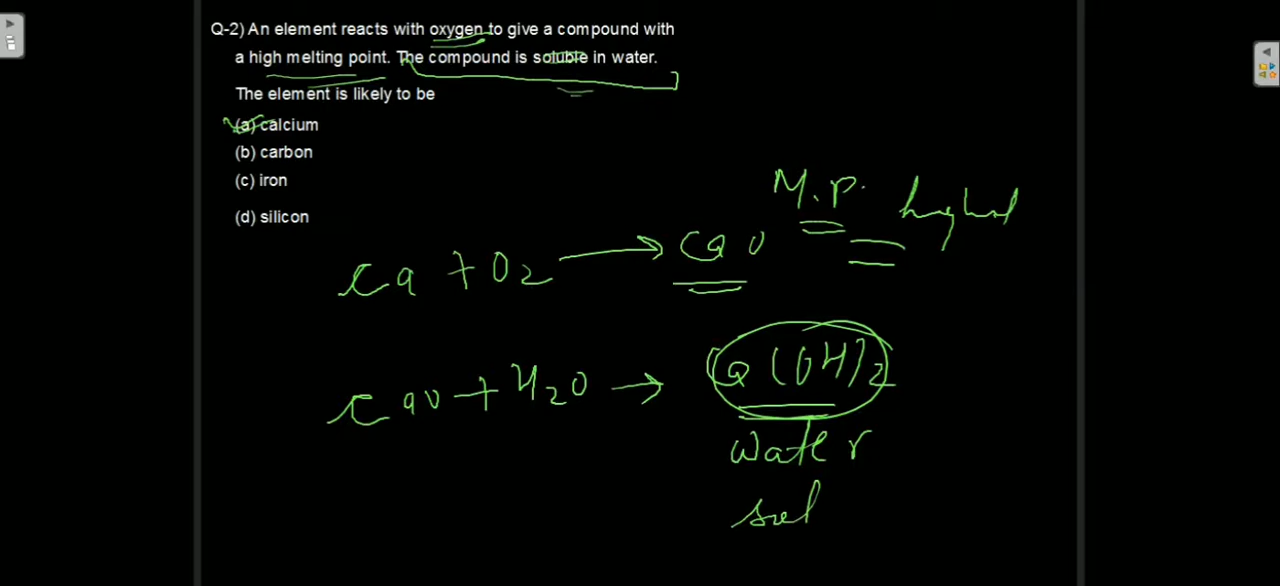 Q-2) An element reacts with oxygen to give a compound with
a high melting point. The compound is soluble in water.
The element is likely to be
(a) calcium
(b) carbon
(c) iron
(d) silicon
M.P.
Ca + O2 → CaO
CaO + H2O → Ca(OH)2
water
sol